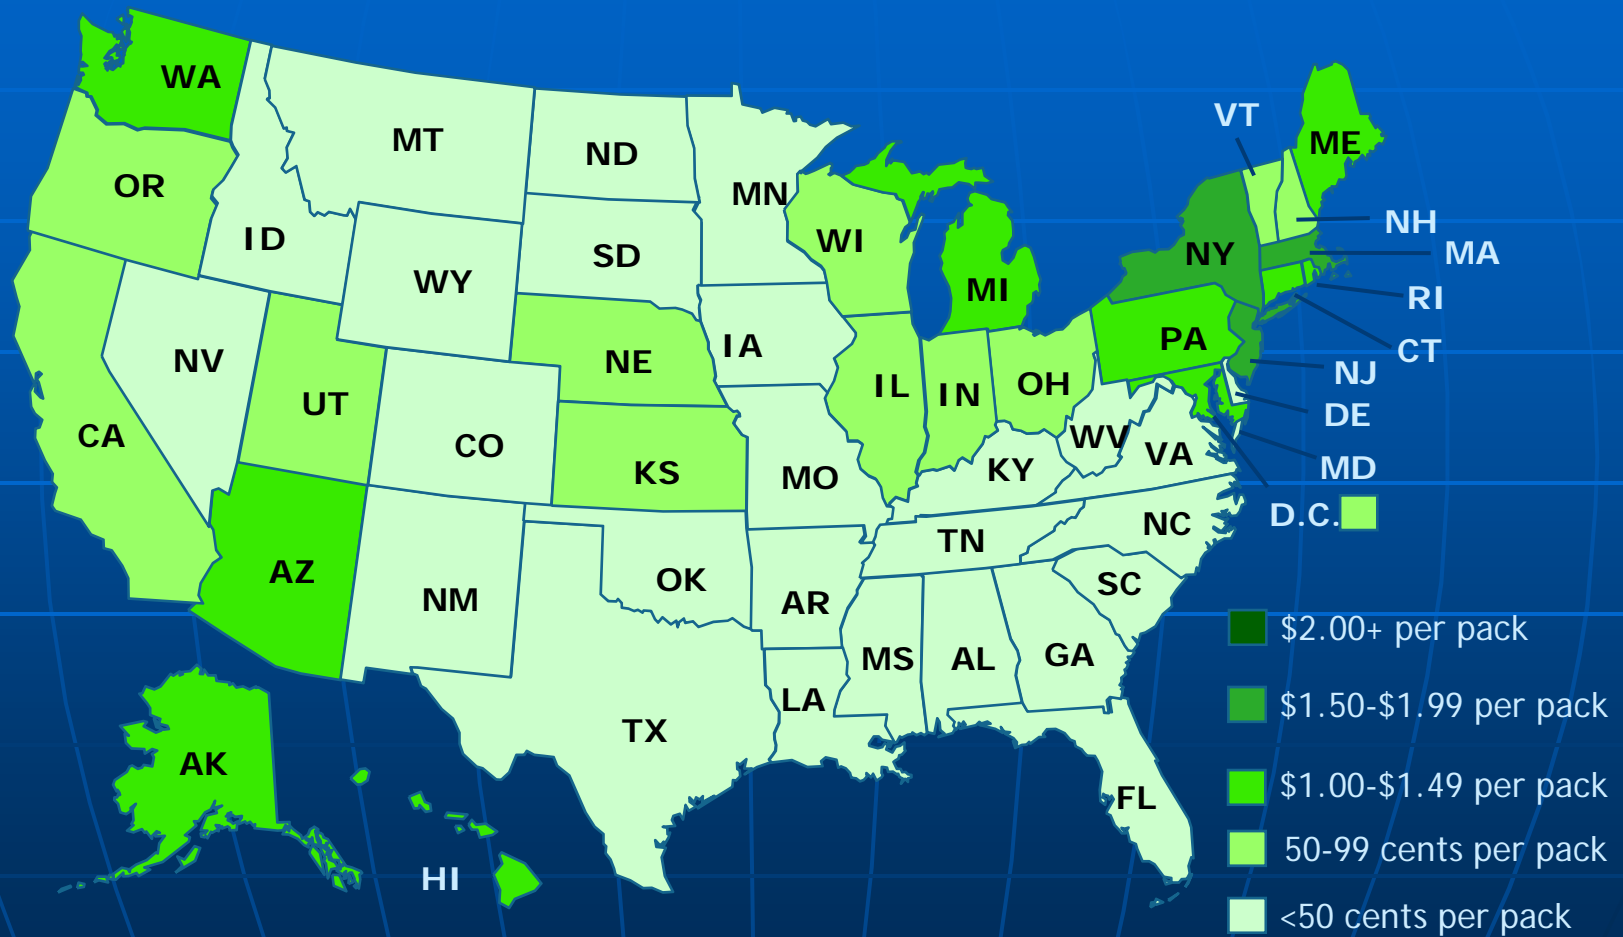 WA
MT
ND
MN
VT
ME
OR
ID
WY
SD
WI
MI
NY
NH
MA
RI
CT
NV
UT
CO
NE
IA
IL
IN
OH
PA
NJ
DE
MD
CA
KS
MO
KY
WV
VA
D.C.
AZ
NM
OK
AR
TN
NC
SC
TX
LA
MS
AL
GA
FL
AK
HI
$2.00+ per pack
$1.50-$1.99 per pack
$1.00-$1.49 per pack
50-99 cents per pack
<50 cents per pack